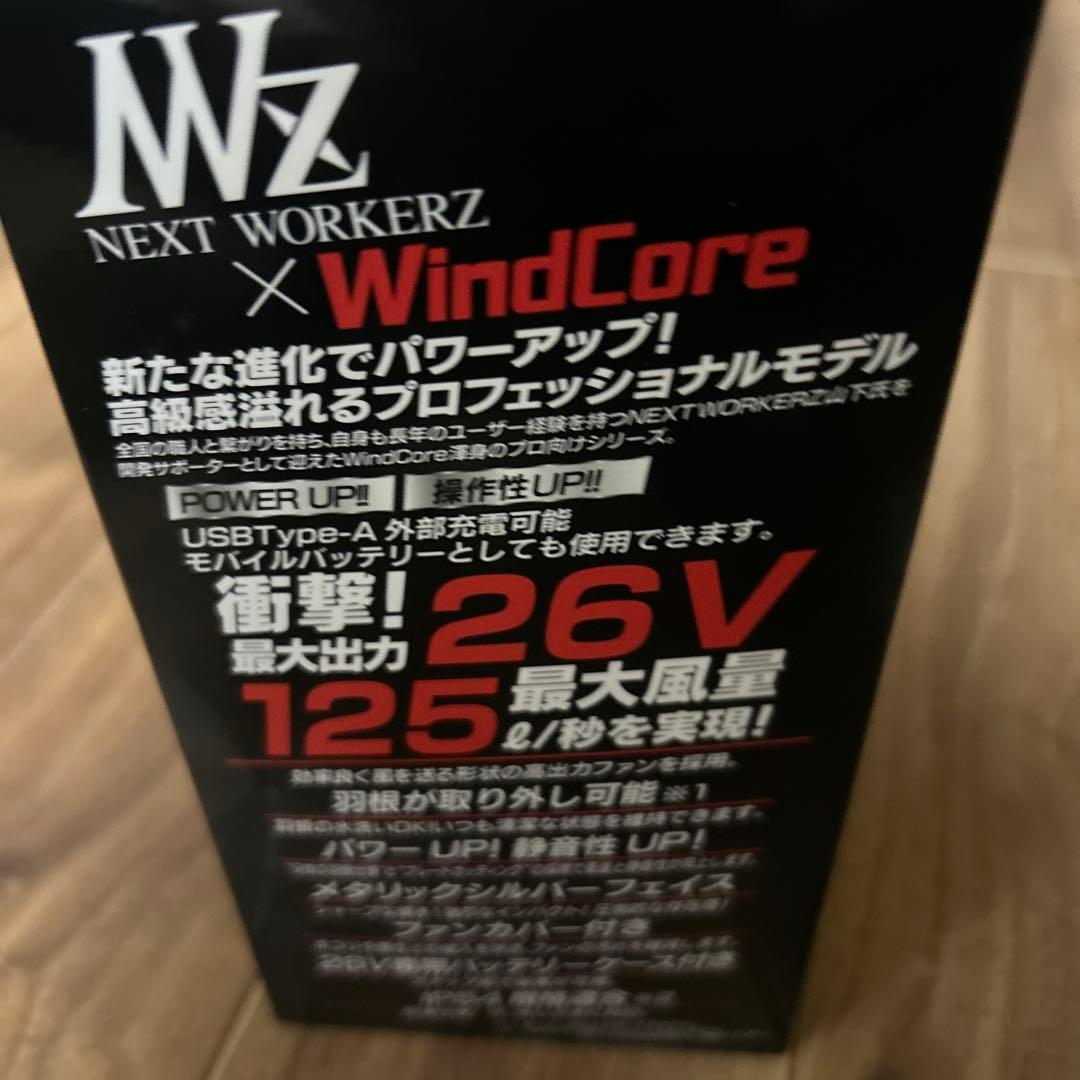 WZ
NEXT WORKERZ
×WindCore
新たな進化でパワーアップ!
高級感溢れるプロフェッショナルモデル
全国の職人と繋がりを持ち、自身も長年のユーザー経験を持つNEXT WORKERZ山下氏を
開発サポーターとして迎えたWindCore渾身のプロ向けシリーズ。
POWER UP!! 操作性UP!!
USBType-A 外部充電可能
モバイルバッテリーとしても使用できます。
衝撃!
最大出力 26V
125 最大風量
ℓ/秒を実現!
効率良く風を送る形状の高出力ファンを採用。
羽根が取り外し可能※1
パワーUP! 静音性UP!
メタリックシルバーフェイス
ファンカバー付き
26V専用バッテリーケース付き